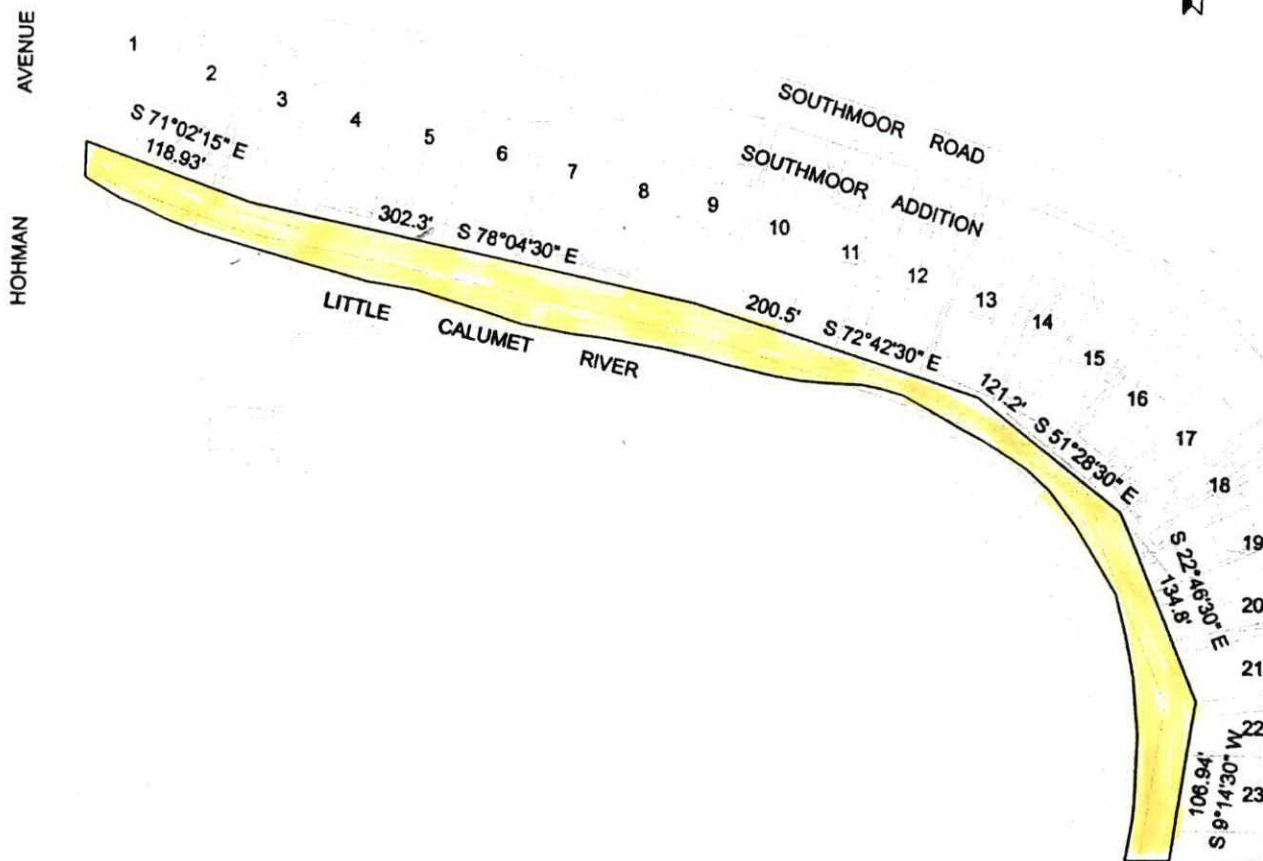 HOHMAN AVENUE
1
2
3
4
5
6
7
8
9
10
11
12
13
14
15
16
17
18
19
20
21
22
23
SOUTHMOOR ROAD
SOUTHMOOR ADDITION
S 71°02'15" E
118.93'
302.3' S 78°04'30" E
200.5' S 72°42'30" E
121.2' S 51°28'30" E
S 22°46'30" E
134.8'
106.94'
S 9°14'30" W
LITTLE CALUMET RIVER